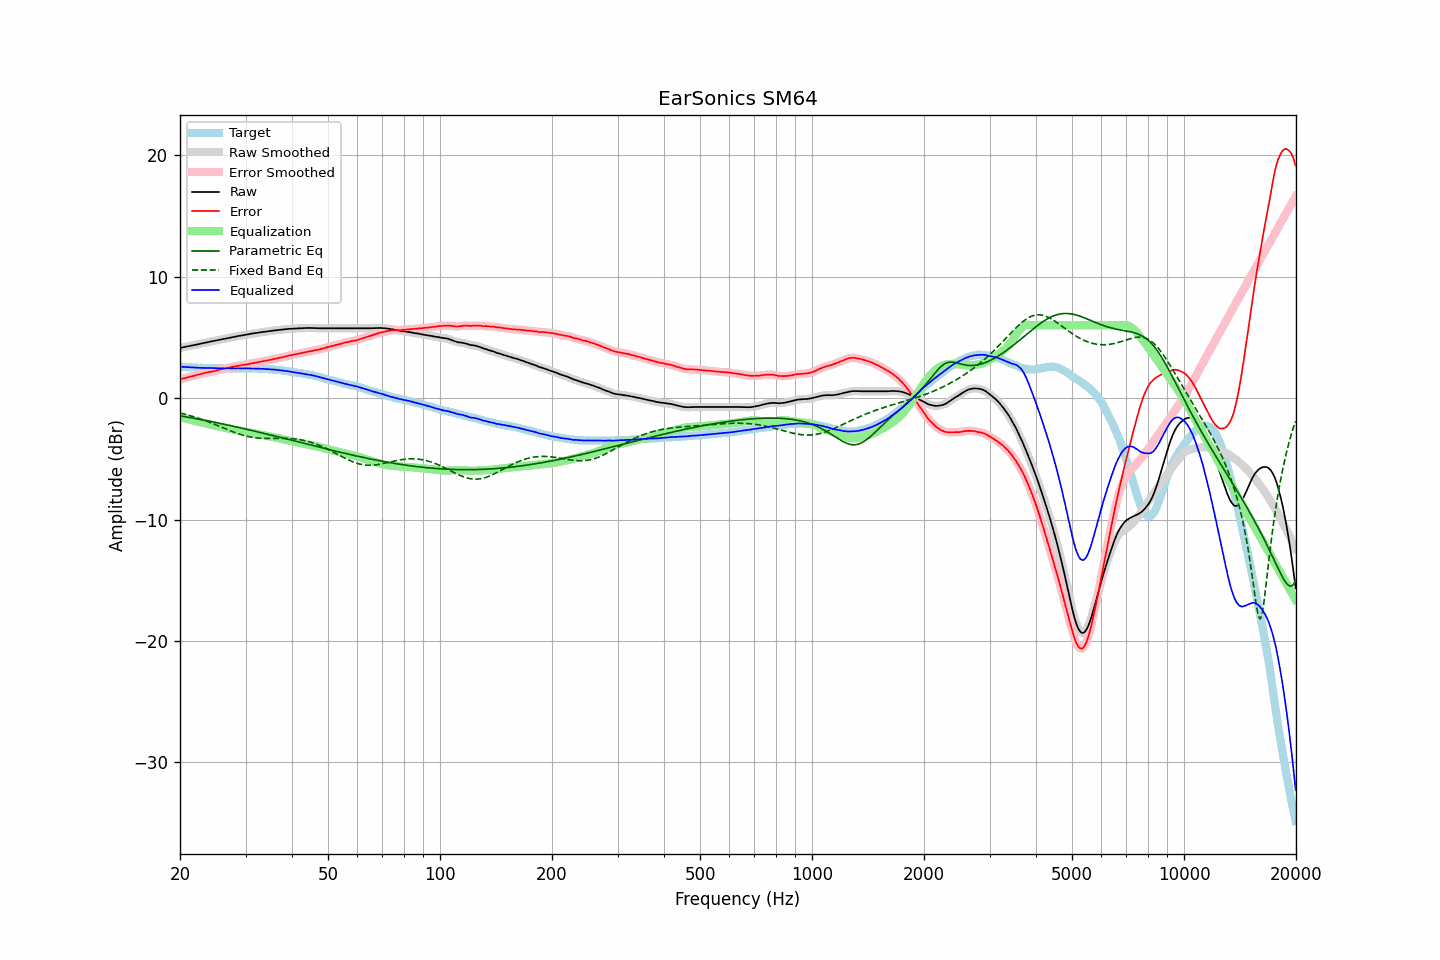 EarSonics SM64
Target
Raw Smoothed
Error Smoothed
Raw
Error
Equalization
Parametric Eq
Fixed Band Eq
Equalized
20
10
0
−10
−20
−30
Amplitude (dBr)
20 50 100 200 500 1000 2000 5000 10000 20000
Frequency (Hz)